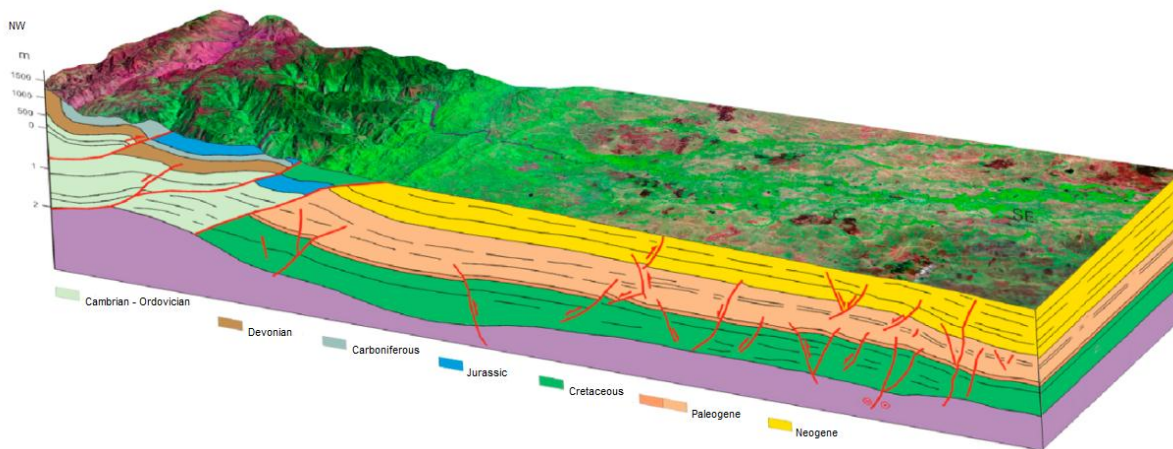 NW
m
1500
1000
500
0
1
2
SE
Cambrian - Ordovician
Devonian
Carboniferous
Jurassic
Cretaceous
Paleogene
Neogene